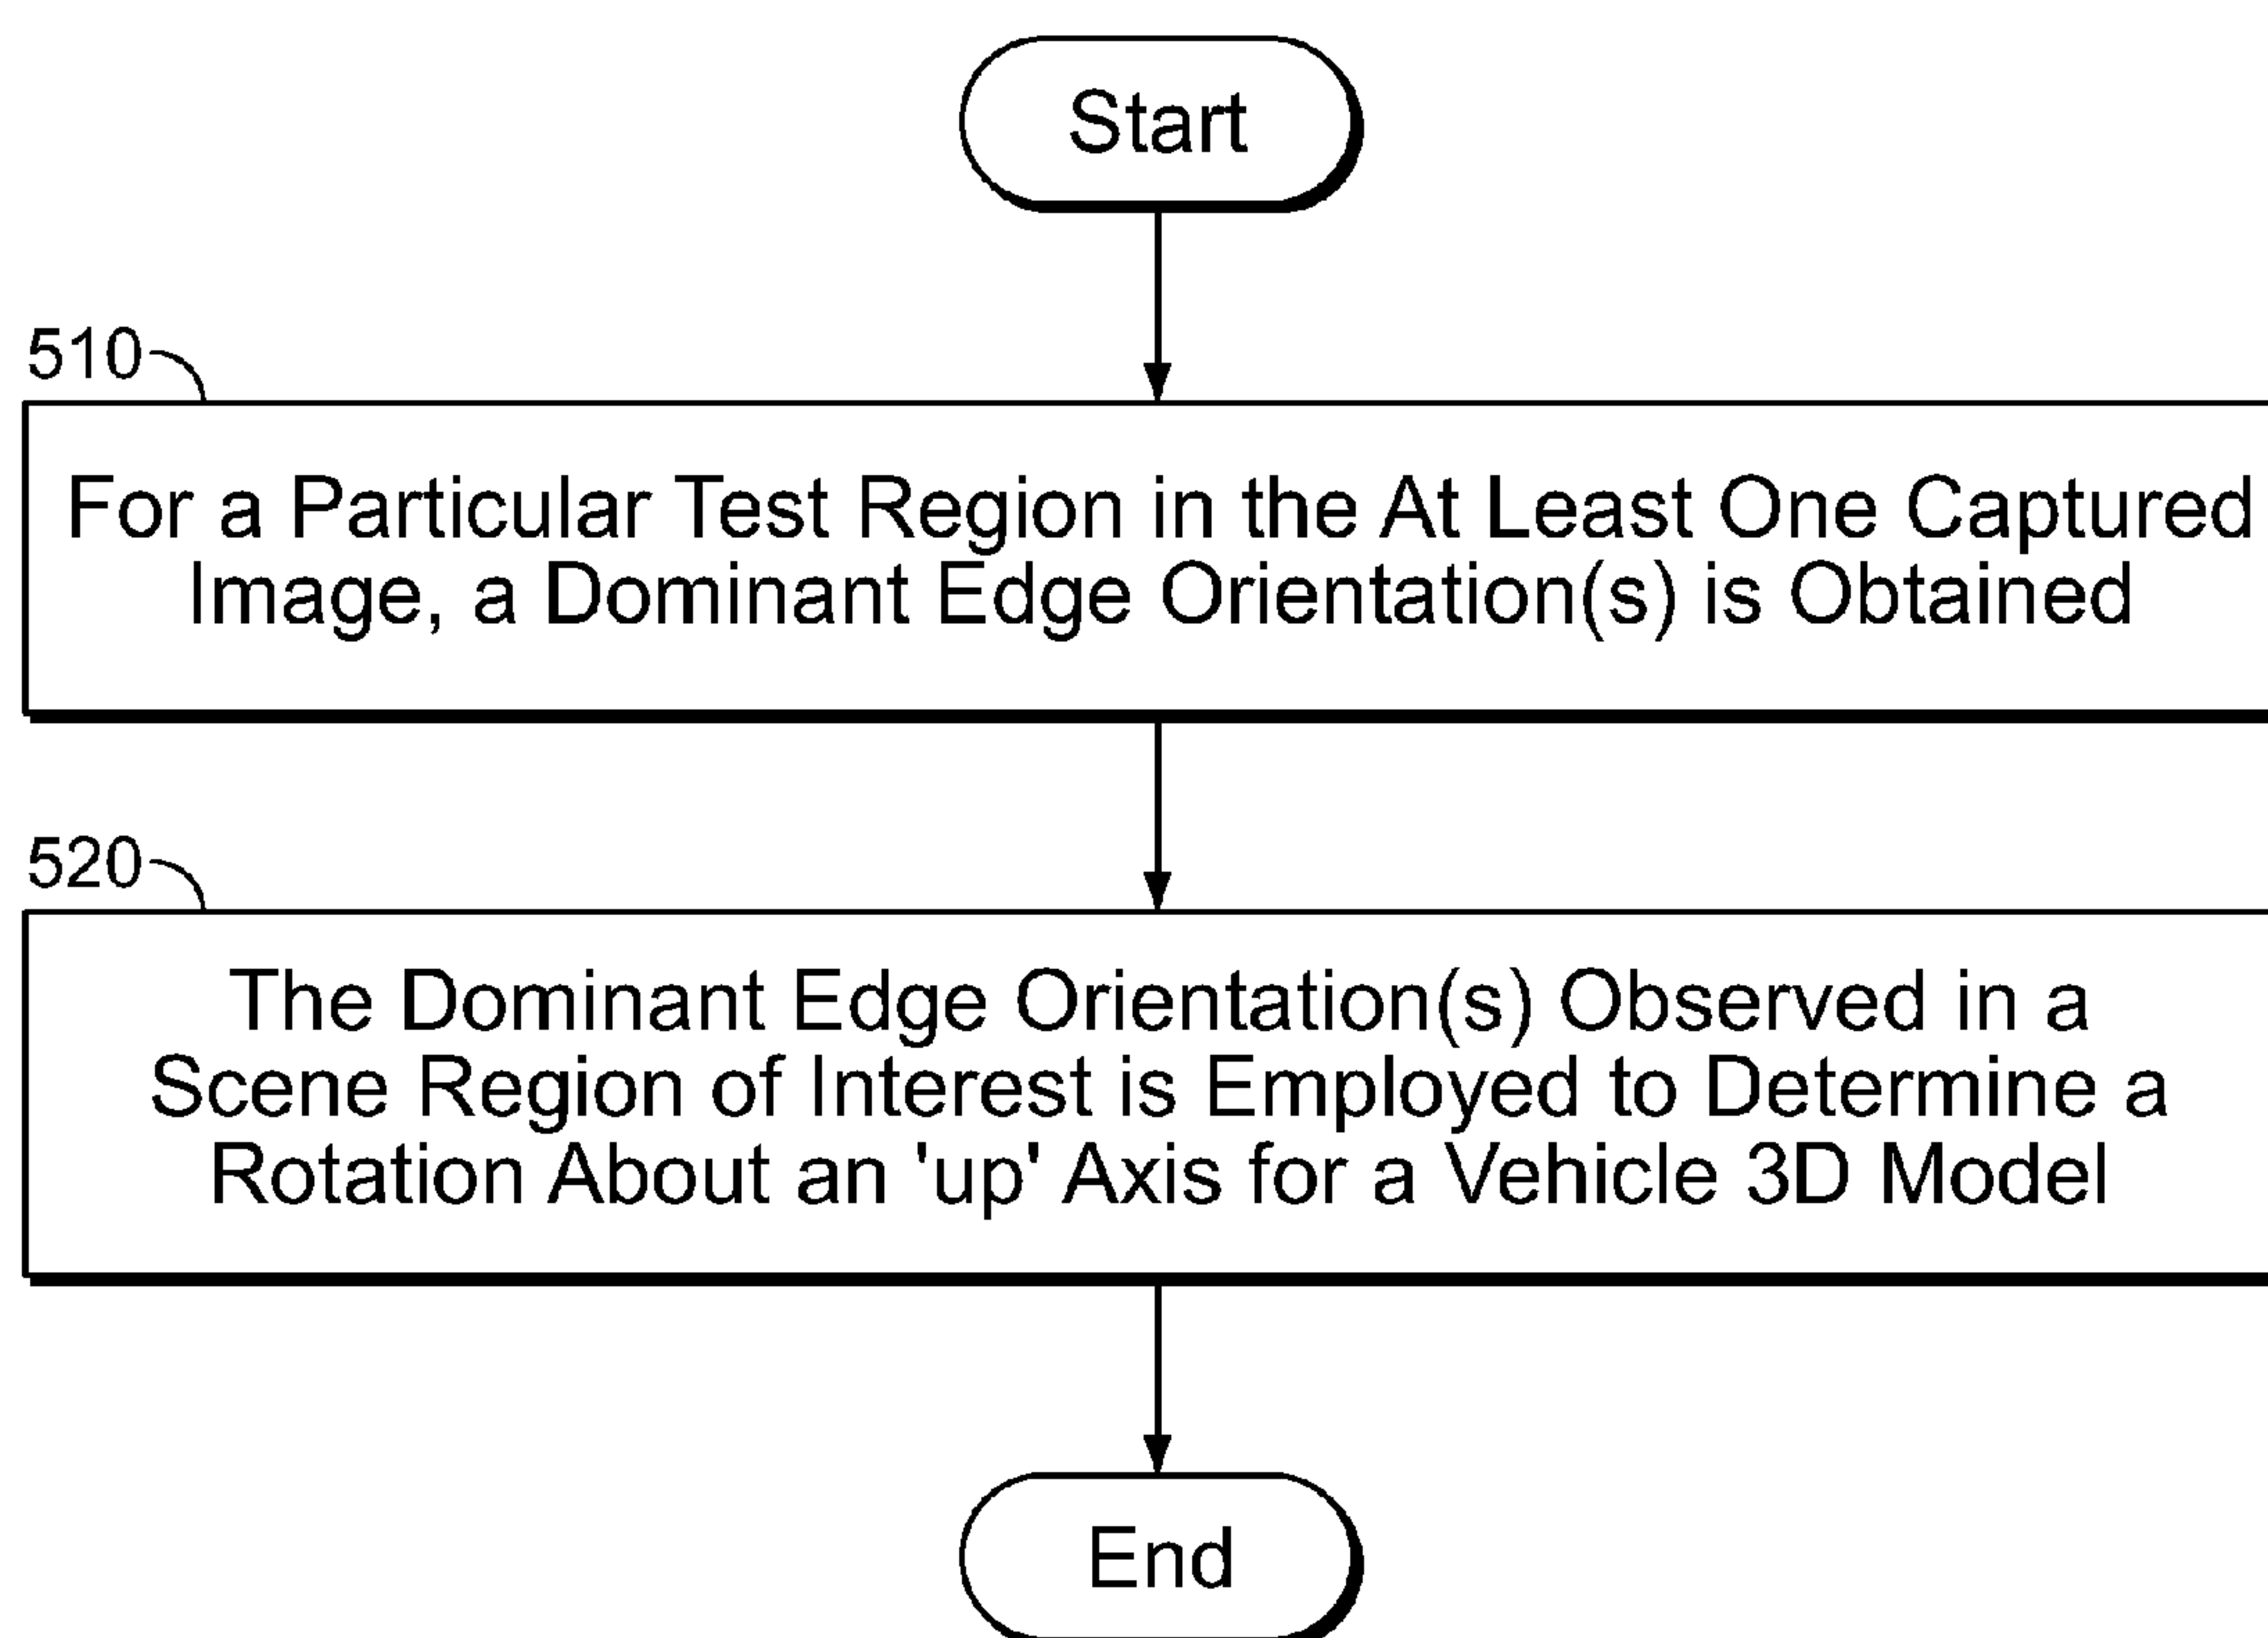 Start
510
For a Particular Test Region in the At Least One Captured
Image, a Dominant Edge Orientation(s) is Obtained
520
The Dominant Edge Orientation(s) Observed in a
Scene Region of Interest is Employed to Determine a
Rotation About an 'up' Axis for a Vehicle 3D Model
End